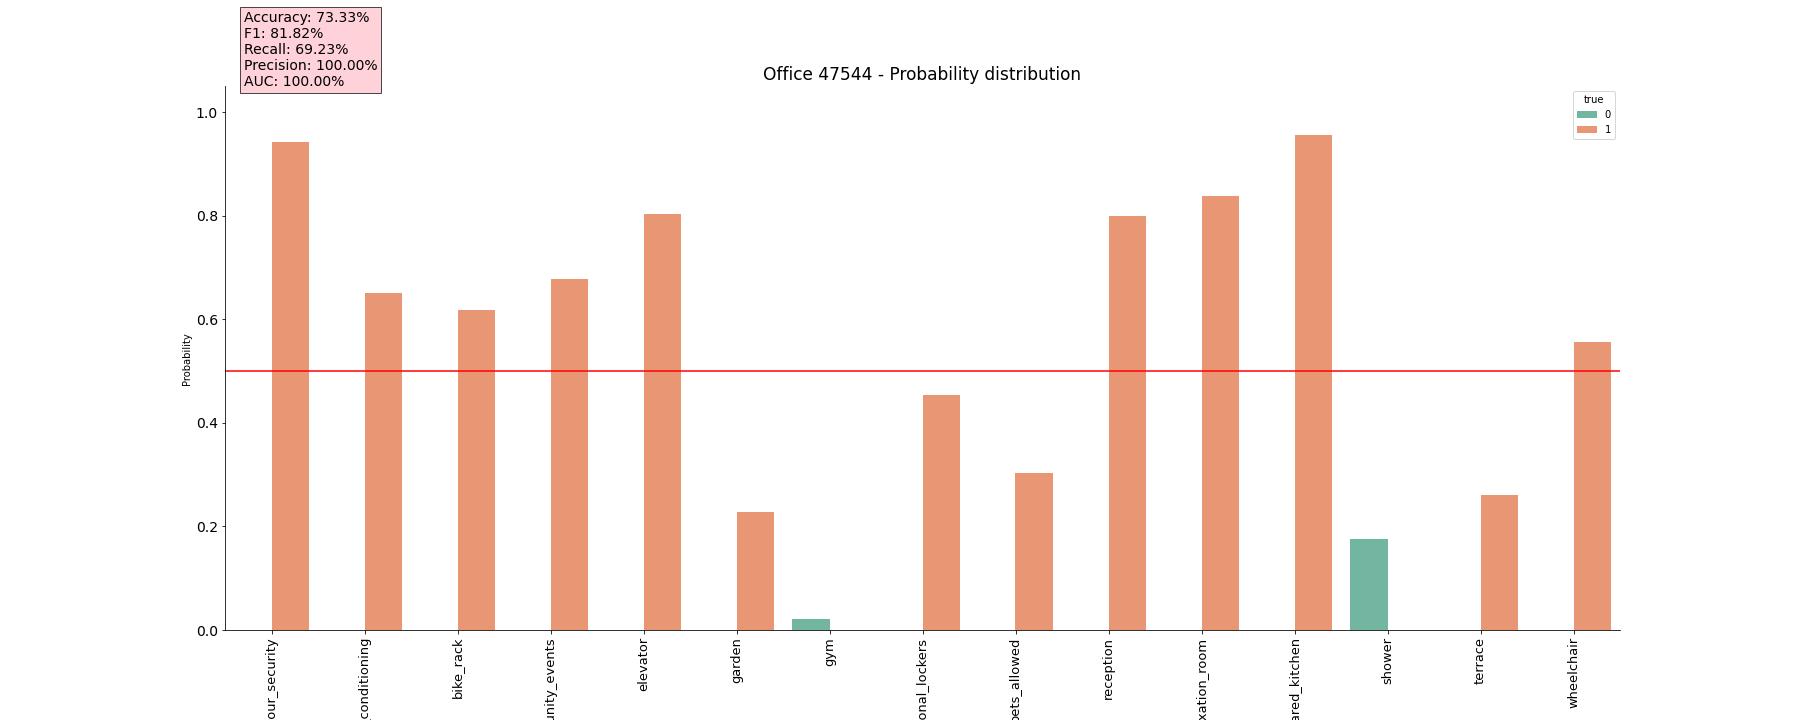 Accuracy: 73.33%
F1: 81.82%
Recall: 69.23%
Precision: 100.00%
AUC: 100.00%
Office 47544 - Probability distribution
true
0
1
1.0
0.8
0.6
0.4
0.2
0.0
Probability
our_security
_conditioning
bike_rack
unity_events
elevator
garden
gym
onal_lockers
pets_allowed
reception
xation_room
ared_kitchen
shower
terrace
wheelchair